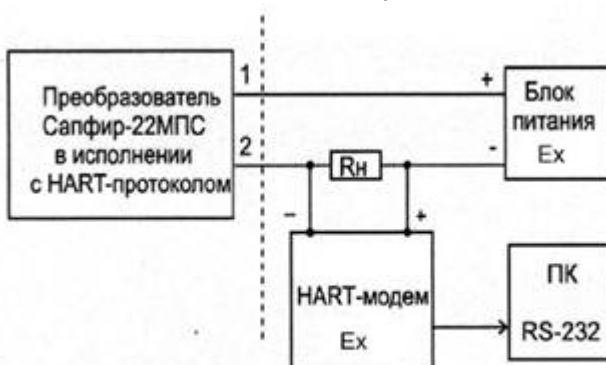 Преобразователь
Сапфир-22МПС
в исполнении
с HART-протоколом
1
2
+
-
Блок
питания
Ex
Rн
–
+
HART-модем
Ex
ПК
RS-232